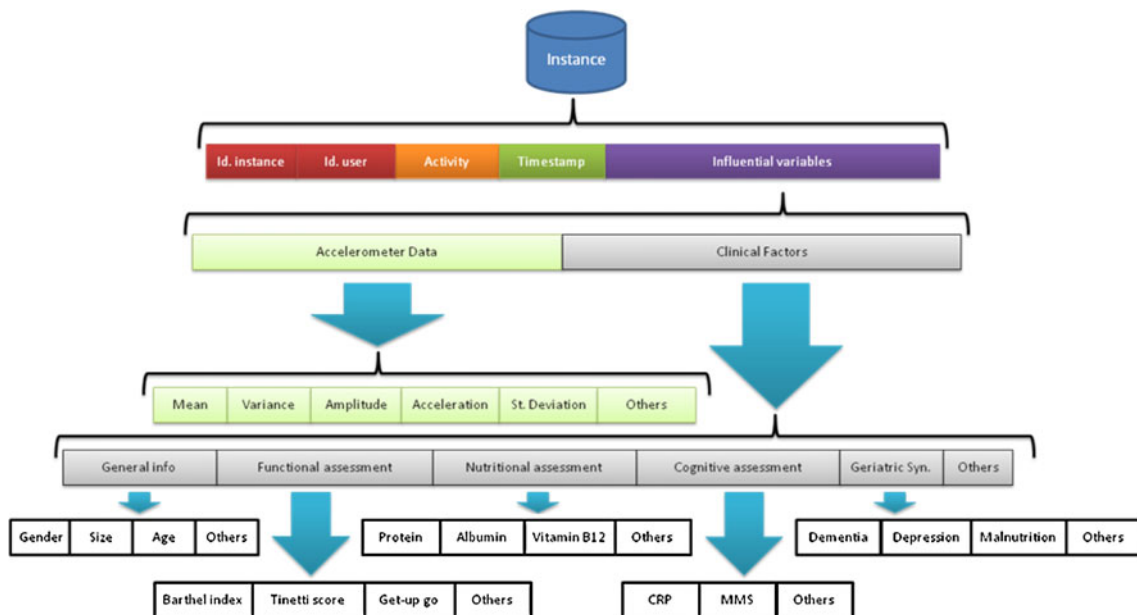 Instance
Id. instance Id. user Activity Timestamp Influential variables
Accelerometer Data Clinical Factors
Mean Variance Amplitude Acceleration St. Deviation Others
General info Functional assessment Nutritional assessment Cognitive assessment Geriatric Syn. Others
Gender Size Age Others Protein Albumin Vitamin B12 Others Dementia Depression Malnutrition Others
Barthel index Tinetti score Get-up go Others CRP MMS Others